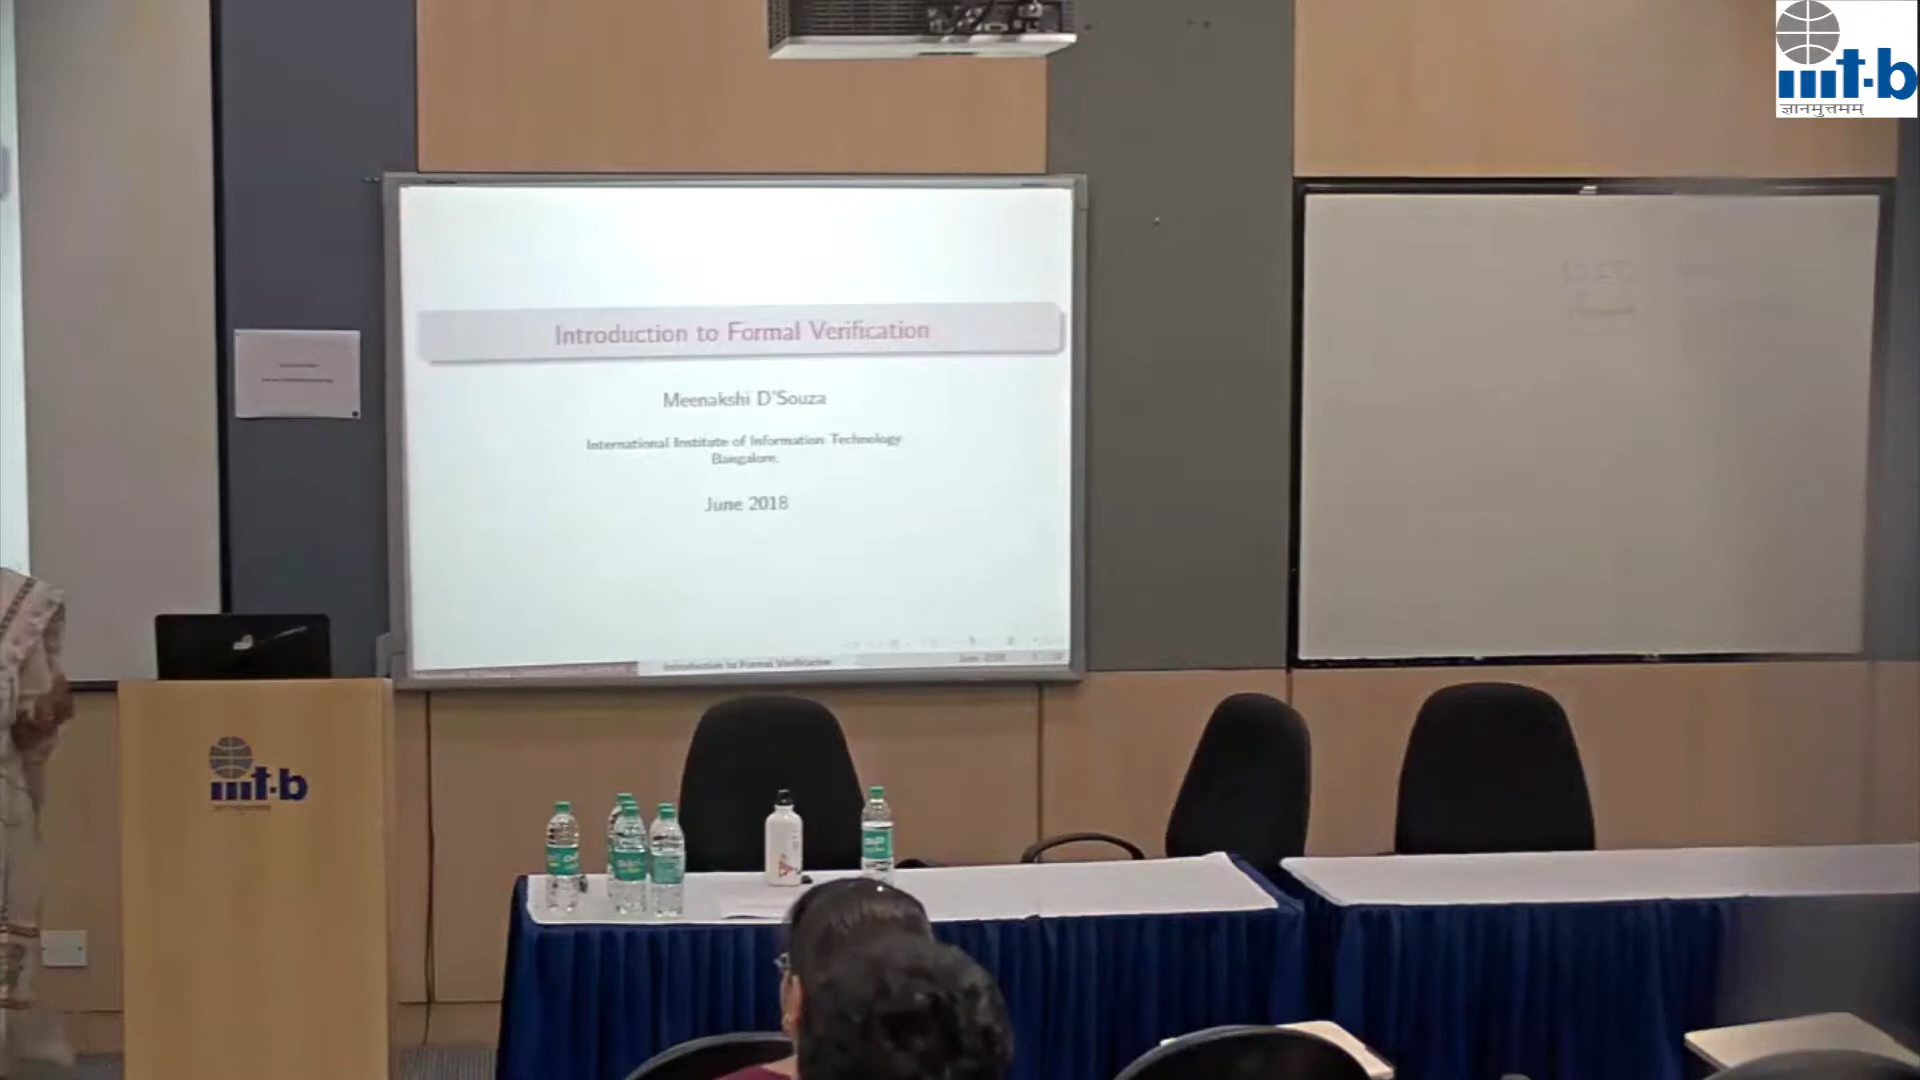 iiit-b
ज्ञानमुत्तमम्
Introduction to Formal Verification
Meenakshi D'Souza
International Institute of Information Technology
Bangalore.
June 2018
Introduction to Formal Verification
June 2018
iiit-b